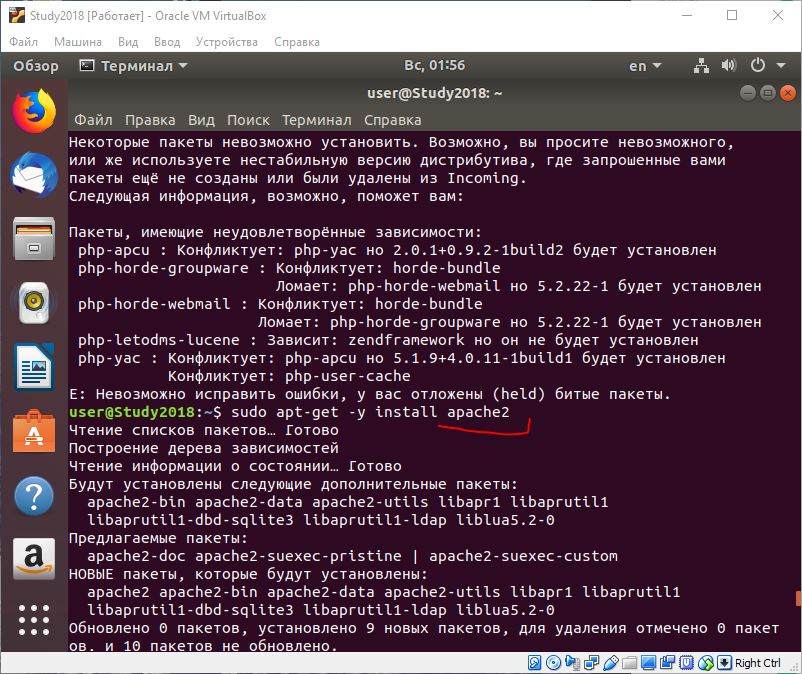 Study2018 [Работает] - Oracle VM VirtualBox
Файл Машина Вид Ввод Устройства Справка
Обзор Терминал Вс, 01:56 en
user@Study2018: ~
Файл Правка Вид Поиск Терминал Справка
Некоторые пакеты невозможно установить. Возможно, вы просите невозможного,
или же используете нестабильную версию дистрибутива, где запрошенные вами
пакеты ещё не созданы или были удалены из Incoming.
Следующая информация, возможно, поможет вам:
Пакеты, имеющие неудовлетворённые зависимости:
php-apcu : Конфликтует: php-yac но 2.0.1+0.9.2-1build2 будет установлен
php-horde-groupware : Конфликтует: horde-bundle
Ломает: php-horde-webmail но 5.2.22-1 будет установлен
php-horde-webmail : Конфликтует: horde-bundle
Ломает: php-horde-groupware но 5.2.22-1 будет установлен
php-letodms-lucene : Зависит: zendframework но он не будет установлен
php-yac : Конфликтует: php-apcu но 5.1.9+4.0.11-1build1 будет установлен
Конфликтует: php-user-cache
E: Невозможно исправить ошибки, у вас отложены (held) битые пакеты.
user@Study2018:~$ sudo apt-get -y install apache2
Чтение списков пакетов… Готово
Построение дерева зависимостей
Чтение информации о состоянии… Готово
Будут установлены следующие дополнительные пакеты:
apache2-bin apache2-data apache2-utils libapr1 libaprutil1
libaprutil1-dbd-sqlite3 libaprutil1-ldap liblua5.2-0
Предлагаемые пакеты:
apache2-doc apache2-suexec-pristine | apache2-suexec-custom
НОВЫЕ пакеты, которые будут установлены:
apache2 apache2-bin apache2-data apache2-utils libapr1 libaprutil1
libaprutil1-dbd-sqlite3 libaprutil1-ldap liblua5.2-0
Обновлено 0 пакетов, установлено 9 новых пакетов, для удаления отмечено 0 пакет
ов, и 10 пакетов не обновлено.
Right Ctrl